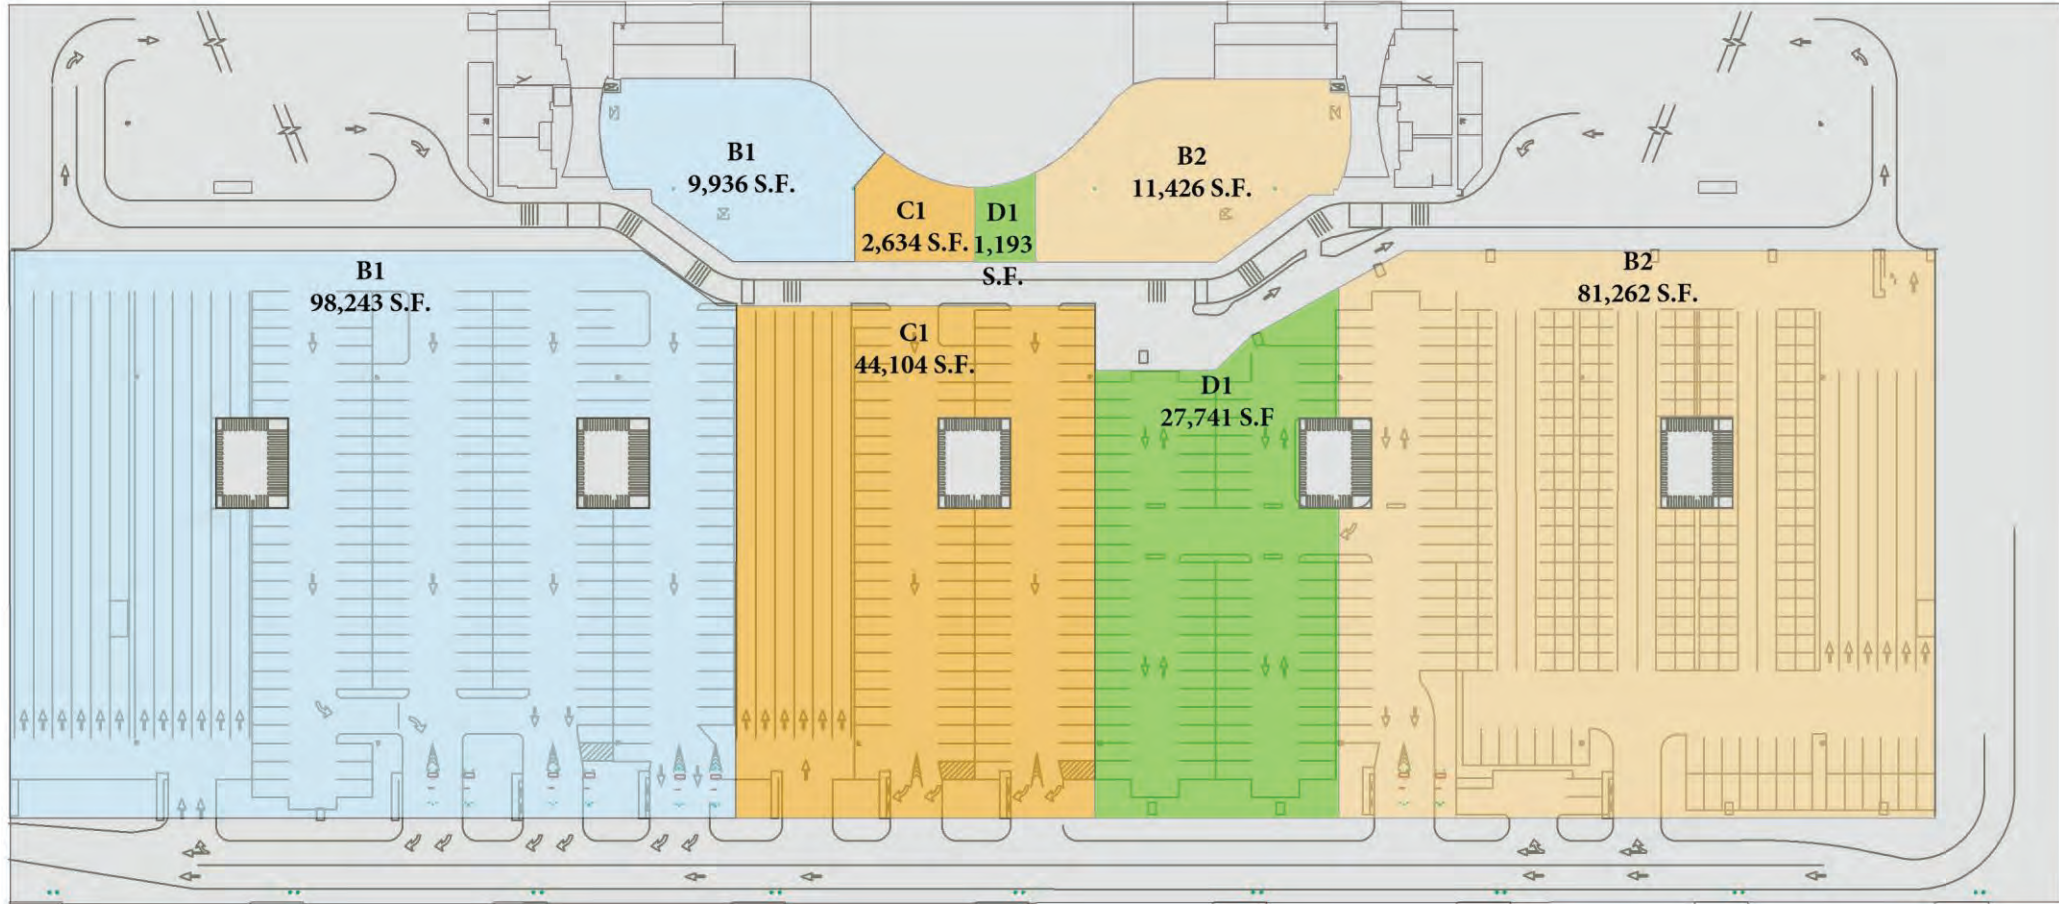 B1
9,936 S.F.
B2
11,426 S.F.
C1
2,634 S.F.
D1
1,193
S.F.
B1
98,243 S.F.
B2
81,262 S.F.
C1
44,104 S.F.
D1
27,741 S.F